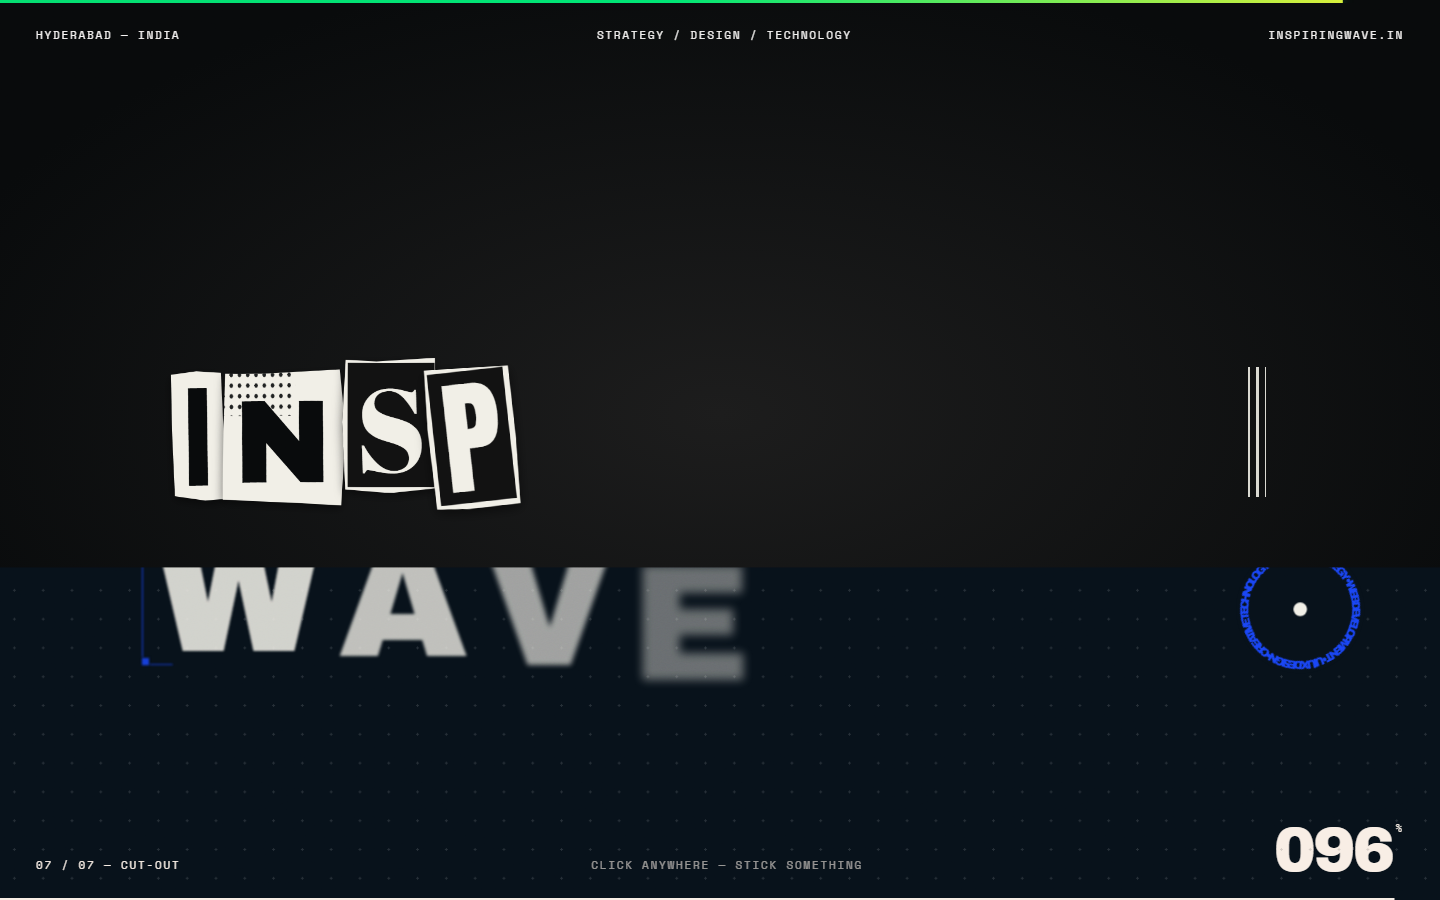 HYDERABAD — INDIA
STRATEGY / DESIGN / TECHNOLOGY
INSPIRINGWAVE.IN
INSP
WAVE
07 / 07 — CUT-OUT
CLICK ANYWHERE — STICK SOMETHING
096%